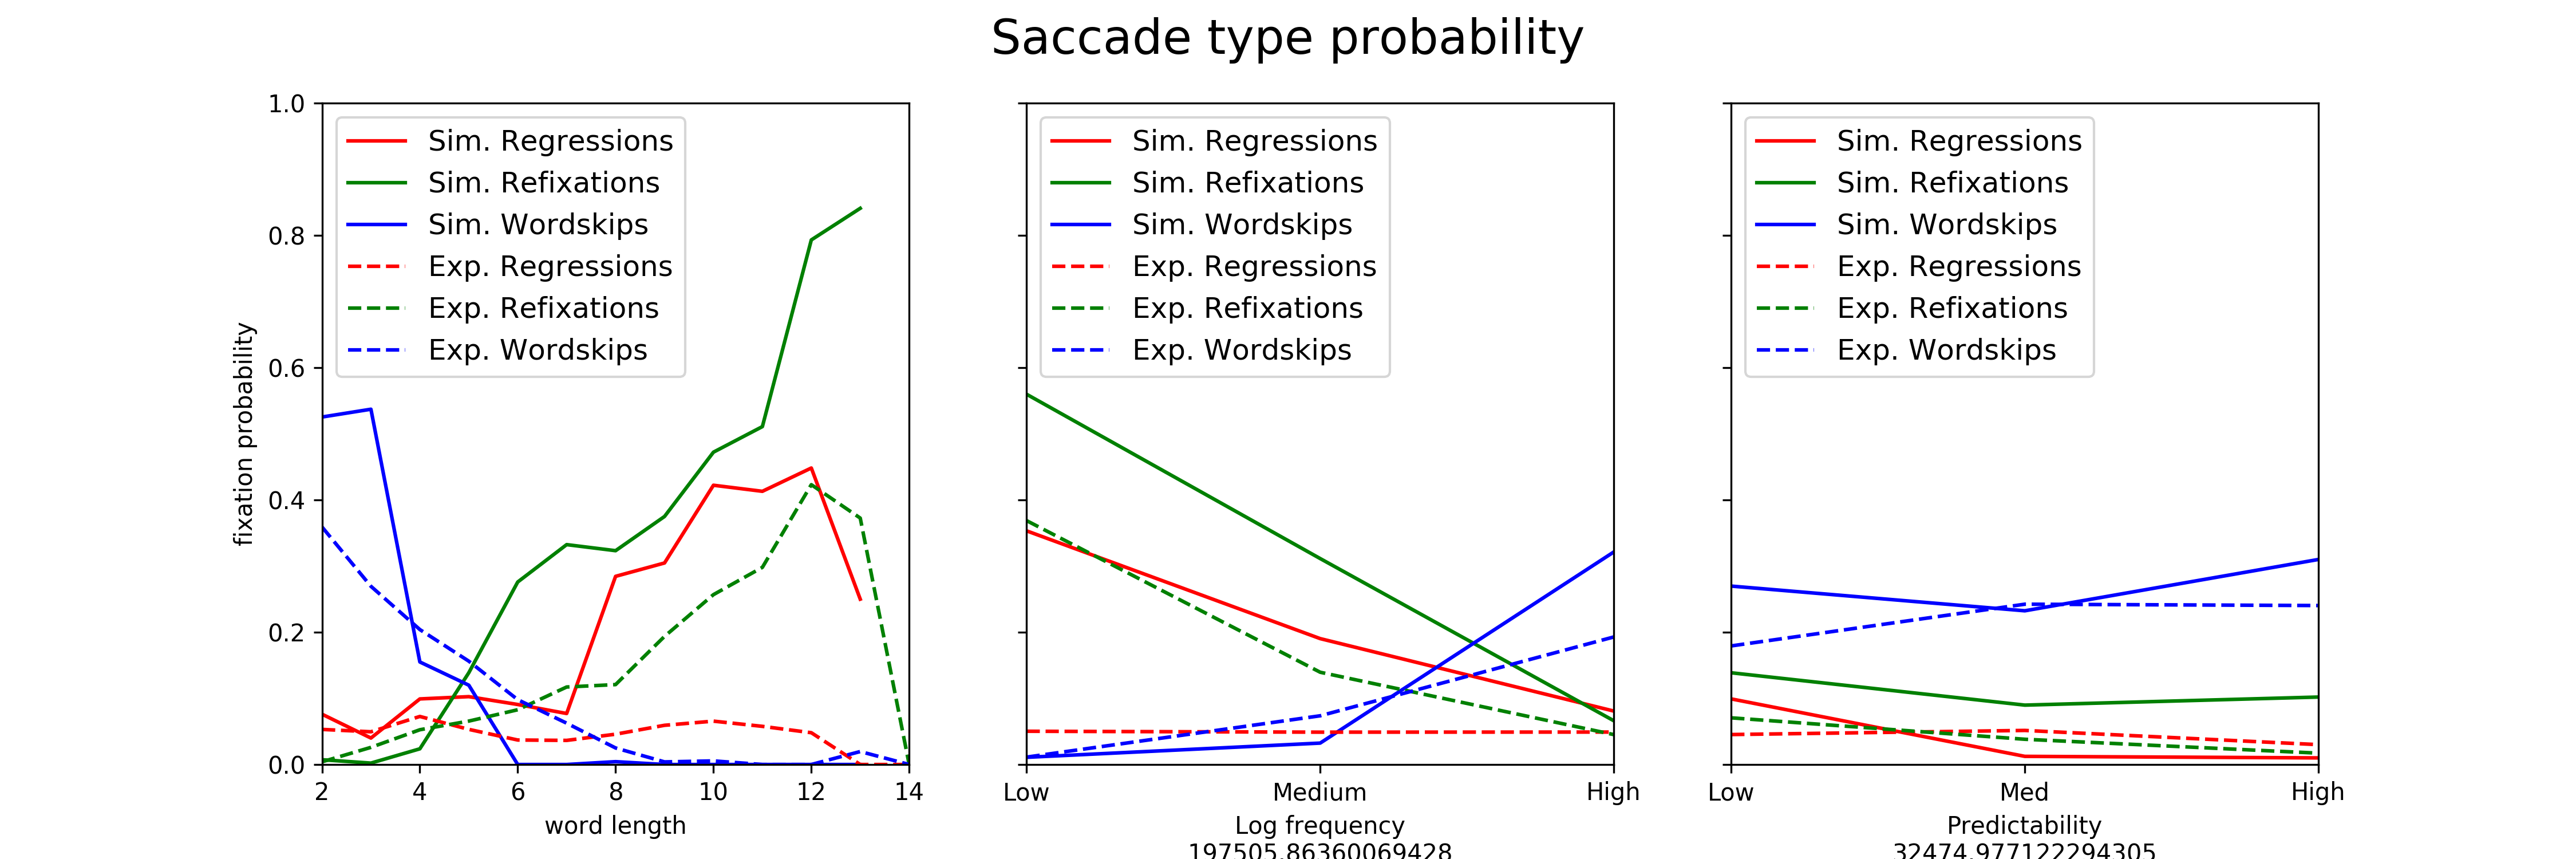 Saccade type probability
1.0
0.8
0.6
0.4
0.2
0.0
fixation probability
Sim. Regressions
Sim. Refixations
Sim. Wordskips
Exp. Regressions
Exp. Refixations
Exp. Wordskips
2 4 6 8 10 12 14
word length
Sim. Regressions
Sim. Refixations
Sim. Wordskips
Exp. Regressions
Exp. Refixations
Exp. Wordskips
Low Medium High
Log frequency
197505.86360069428
Sim. Regressions
Sim. Refixations
Sim. Wordskips
Exp. Regressions
Exp. Refixations
Exp. Wordskips
Low Med High
Predictability
32474.977122294305